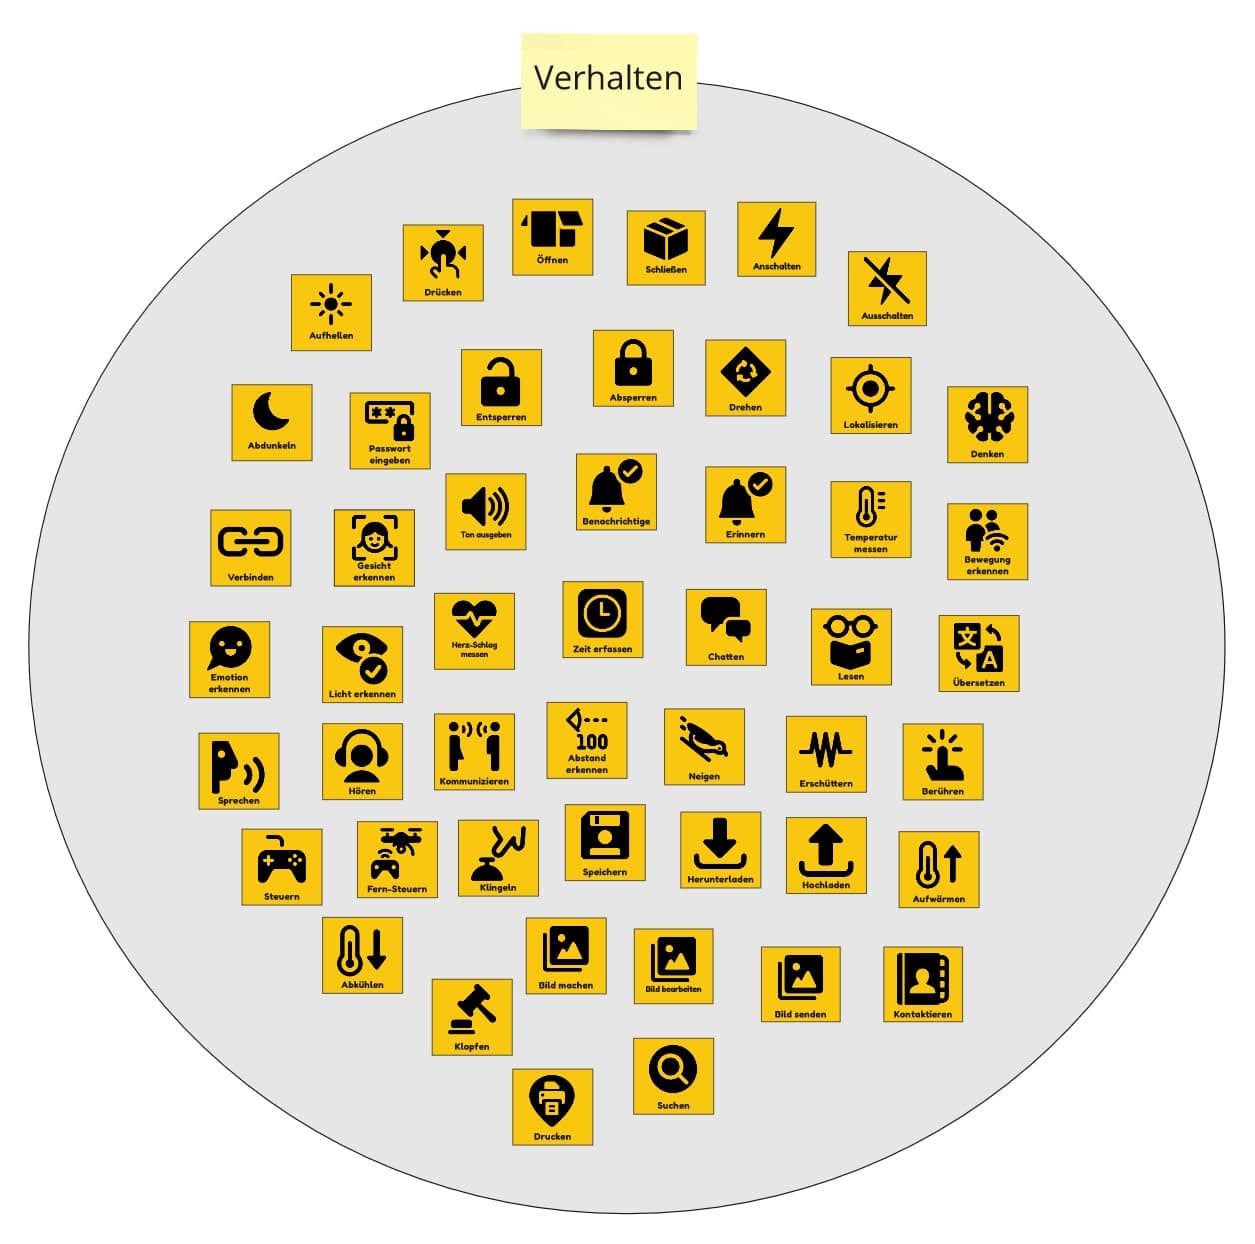 Verhalten
Öffnen
Schließen
Anschalten
Drücken
Ausschalten
Aufhellen
Absperren
Drehen
Entsperren
Lokalisieren
Abdunkeln
**
Passwort
eingeben
Denken
Benachrichtige
Erinnern
Ton ausgeben
Temperatur
messen
Bewegung
erkennen
Verbinden
Gesicht
erkennen
Herz-Schlag
messen
Zeit erfassen
Chatten
Lesen
文
A
Übersetzen
Emotion
erkennen
Licht erkennen
Kommunizieren
100
Abstand
erkennen
Neigen
Erschüttern
Berühren
Sprechen
Hören
Steuern
Fern-Steuern
Klingeln
Speichern
Herunterladen
Hochladen
Aufwärmen
Abkühlen
Bild machen
Bild bearbeiten
Bild senden
Kontaktieren
Klopfen
Suchen
Drucken